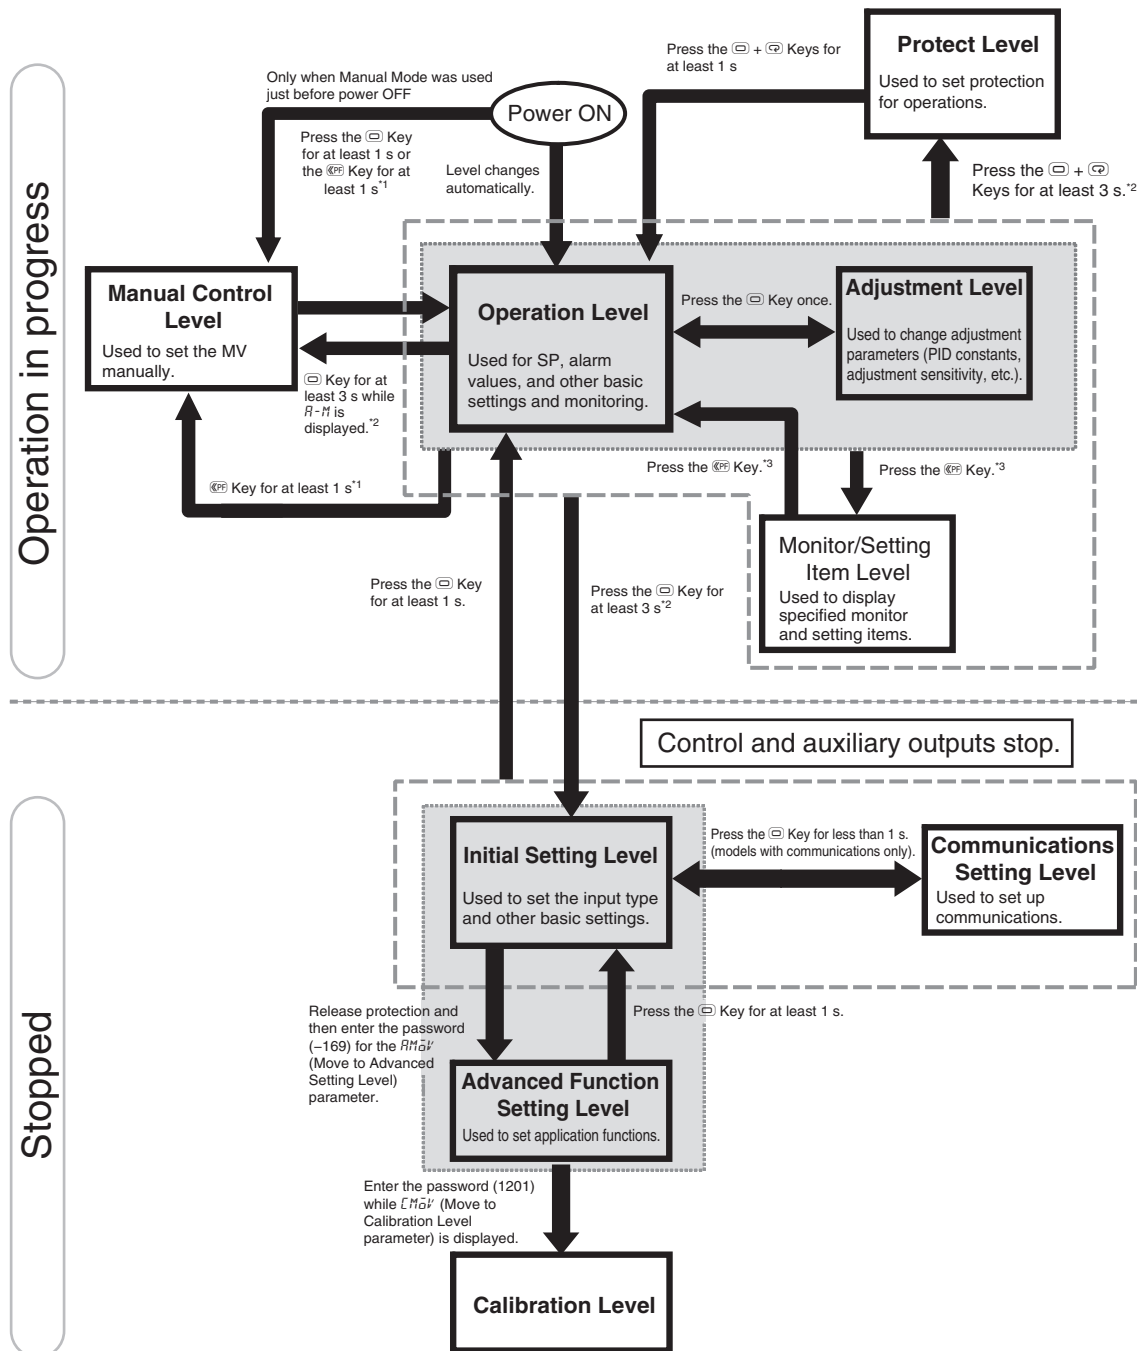 Operation in progress
Only when Manual Mode was used
just before power OFF
Power ON
Press the Key
for at least 1 s or
the PF Key for at
least 1 s*1
Level changes
automatically.
Press the + Keys for
at least 1 s
Protect Level
Used to set protection
for operations.
Press the +
Keys for at least 3 s.*2
Manual Control
Level
Used to set the MV
manually.
Operation Level
Used for SP, alarm
values, and other basic
settings and monitoring.
Press the Key once.
Adjustment Level
Used to change adjustment
parameters (PID constants,
adjustment sensitivity, etc.).
Key for at
least 3 s while
A-M is
displayed.*2
PF Key for at least 1 s*1
Press the PF Key.*3
Press the PF Key.*3
Monitor/Setting
Item Level
Used to display
specified monitor
and setting items.
Press the Key
for at least 1 s.
Press the Key for
at least 3 s*2
Control and auxiliary outputs stop.
Stopped
Initial Setting Level
Used to set the input type
and other basic settings.
Press the Key for less than 1 s.
(models with communications only).
Communications
Setting Level
Used to set up
communications.
Release protection and
then enter the password
(–169) for the AMoV
(Move to Advanced
Setting Level)
parameter.
Press the Key for at least 1 s.
Advanced Function
Setting Level
Used to set application functions.
Enter the password (1201)
while CMoV (Move to
Calibration Level
parameter) is displayed.
Calibration Level